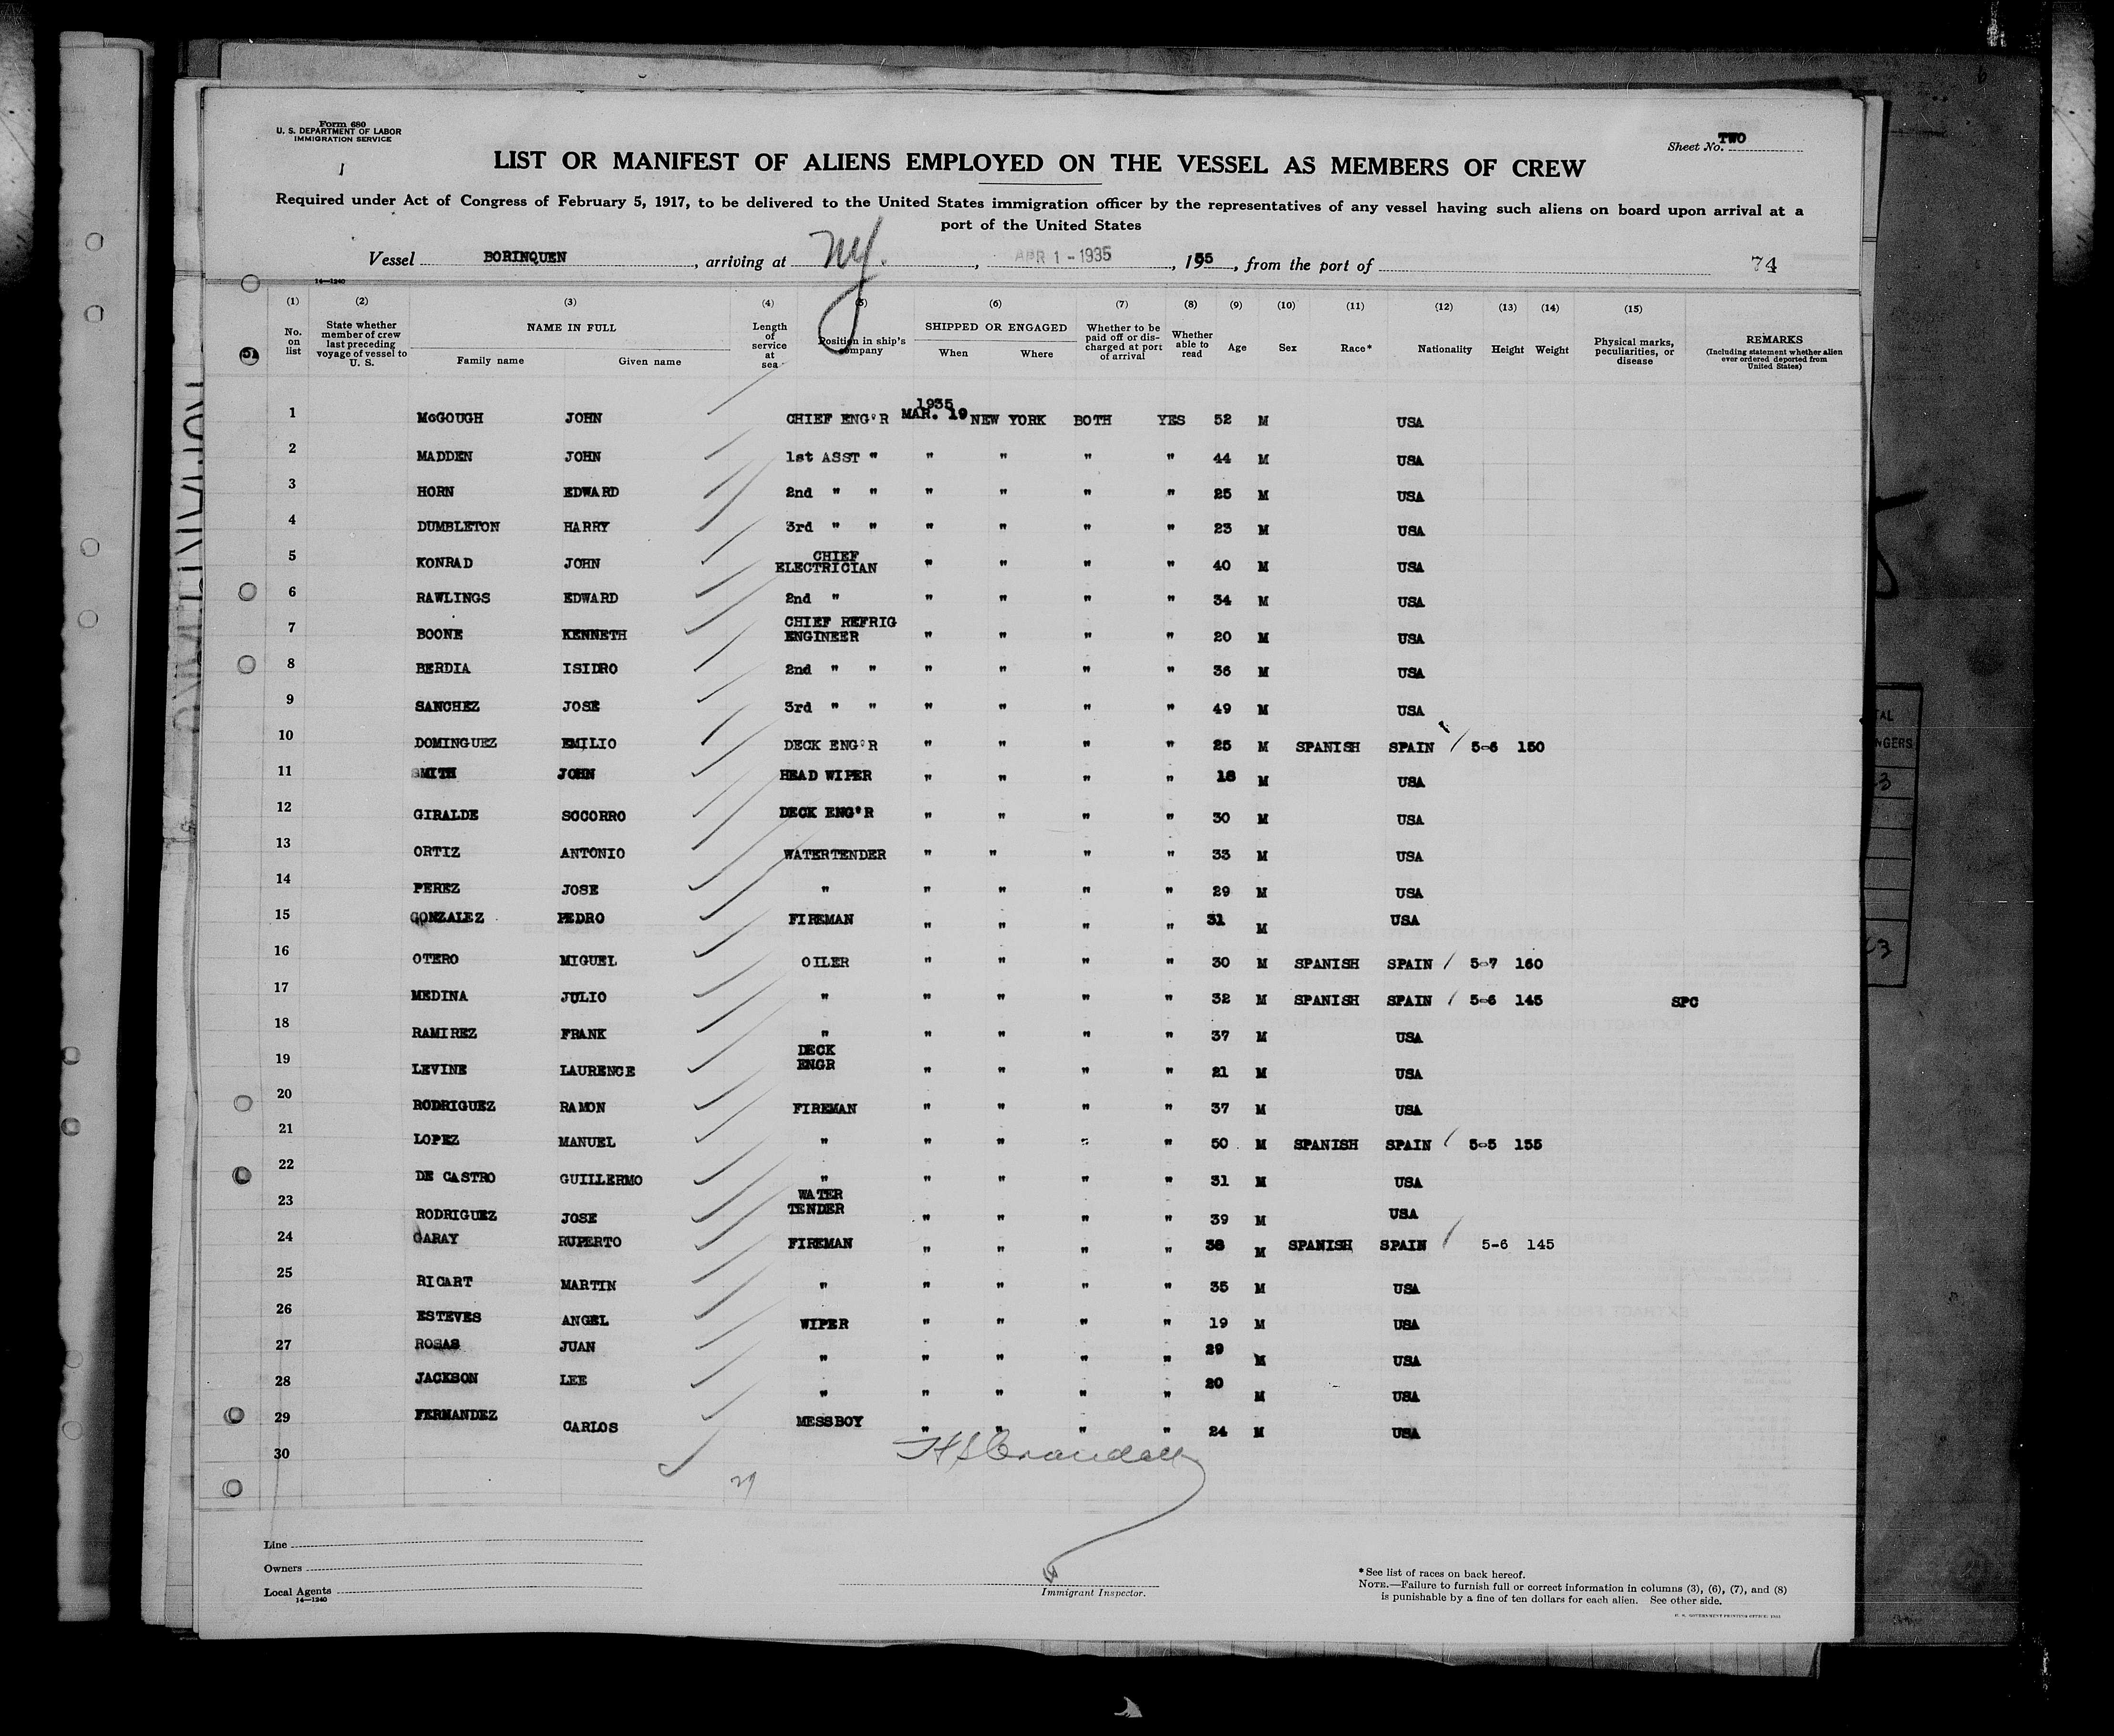 Form 680
U. S. DEPARTMENT OF LABOR
IMMIGRATION SERVICE
Sheet No. TWO
LIST OR MANIFEST OF ALIENS EMPLOYED ON THE VESSEL AS MEMBERS OF CREW
Required under Act of Congress of February 5, 1917, to be delivered to the United States immigration officer by the representatives of any vessel having such aliens on board upon arrival at a
port of the United States
Vessel BORINQUEN, arriving at NY., APR 1 - 1935, 1935, from the port of 74
14—1240
(1) (2) (3) (4) (5) (6) (7) (8) (9) (10) (11) (12) (13) (14) (15)
No. on list State whether member of crew last preceding voyage of vessel to U. S. NAME IN FULL Family name Given name Length of service at sea Position in ship's company SHIPPED OR ENGAGED When Where Whether to be paid off or discharged at port of arrival Whether able to read Age Sex Race* Nationality Height Weight Physical marks, peculiarities, or disease REMARKS (Including statement whether alien ever ordered deported from United States)
1 McGOUGH JOHN CHIEF ENG'R 1935 MAR. 19 NEW YORK BOTH YES 52 M USA
2 MADDEN JOHN 1st ASST " " " " " 44 M USA
3 HORN EDWARD 2nd " " " " " " 25 M USA
4 DUMBLETON HARRY 3rd " " " " " " 23 M USA
5 KONRAD JOHN CHIEF ELECTRICIAN " " " " 40 M USA
6 RAWLINGS EDWARD 2nd " " " " " 34 M USA
7 BOONE KENNETH CHIEF REFRIG ENGINEER " " " " 20 M USA
8 BERDIA ISIDRO 2nd " " " " " " 36 M USA
9 SANCHEZ JOSE 3rd " " " " " " 49 M USA
10 DOMINGUEZ EMILIO DECK ENG'R " " " " 25 M SPANISH SPAIN 5-6 150
11 SMITH JOHN HEAD WIPER " " " " 18 M USA
12 GIRALDE SOCORRO DECK ENG'R " " " " 30 M USA
13 ORTIZ ANTONIO WATERTENDER " " " " 33 M USA
14 PEREZ JOSE " " " " " 29 M USA
15 GONZALEZ PEDRO FIREMAN " " " " 31 M USA
16 OTERO MIGUEL OILER " " " " 30 M SPANISH SPAIN 5-7 160
17 MEDINA JULIO " " " " " 32 M SPANISH SPAIN 5-6 145 SPC
18 RAMIREZ FRANK " " " " " 37 M USA
19 LEVINE LAURENCE DECK ENGR " " " " 21 M USA
20 RODRIGUEZ RAMON FIREMAN " " " " 37 M USA
21 LOPEZ MANUEL " " " " " 50 M SPANISH SPAIN 5-5 155
22 DE CASTRO GUILLERMO " " " " " 31 M USA
23 RODRIGUEZ JOSE WATER TENDER " " " " 39 M USA
24 GARAY RUPERTO FIREMAN " " " " 38 M SPANISH SPAIN 5-6 145
25 RICART MARTIN " " " " " 35 M USA
26 ESTEVES ANGEL WIPER " " " " 19 M USA
27 ROSAS JUAN " " " " " 29 M USA
28 JACKSON LEE " " " " " 20 M USA
29 FERNANDEZ CARLOS MESSBOY " " " " 24 M USA
30
Line
Owners
Local Agents
14—1240
Immigrant Inspector.
*See list of races on back hereof.
NOTE.—Failure to furnish full or correct information in columns (3), (6), (7), and (8)
is punishable by a fine of ten dollars for each alien. See other side.